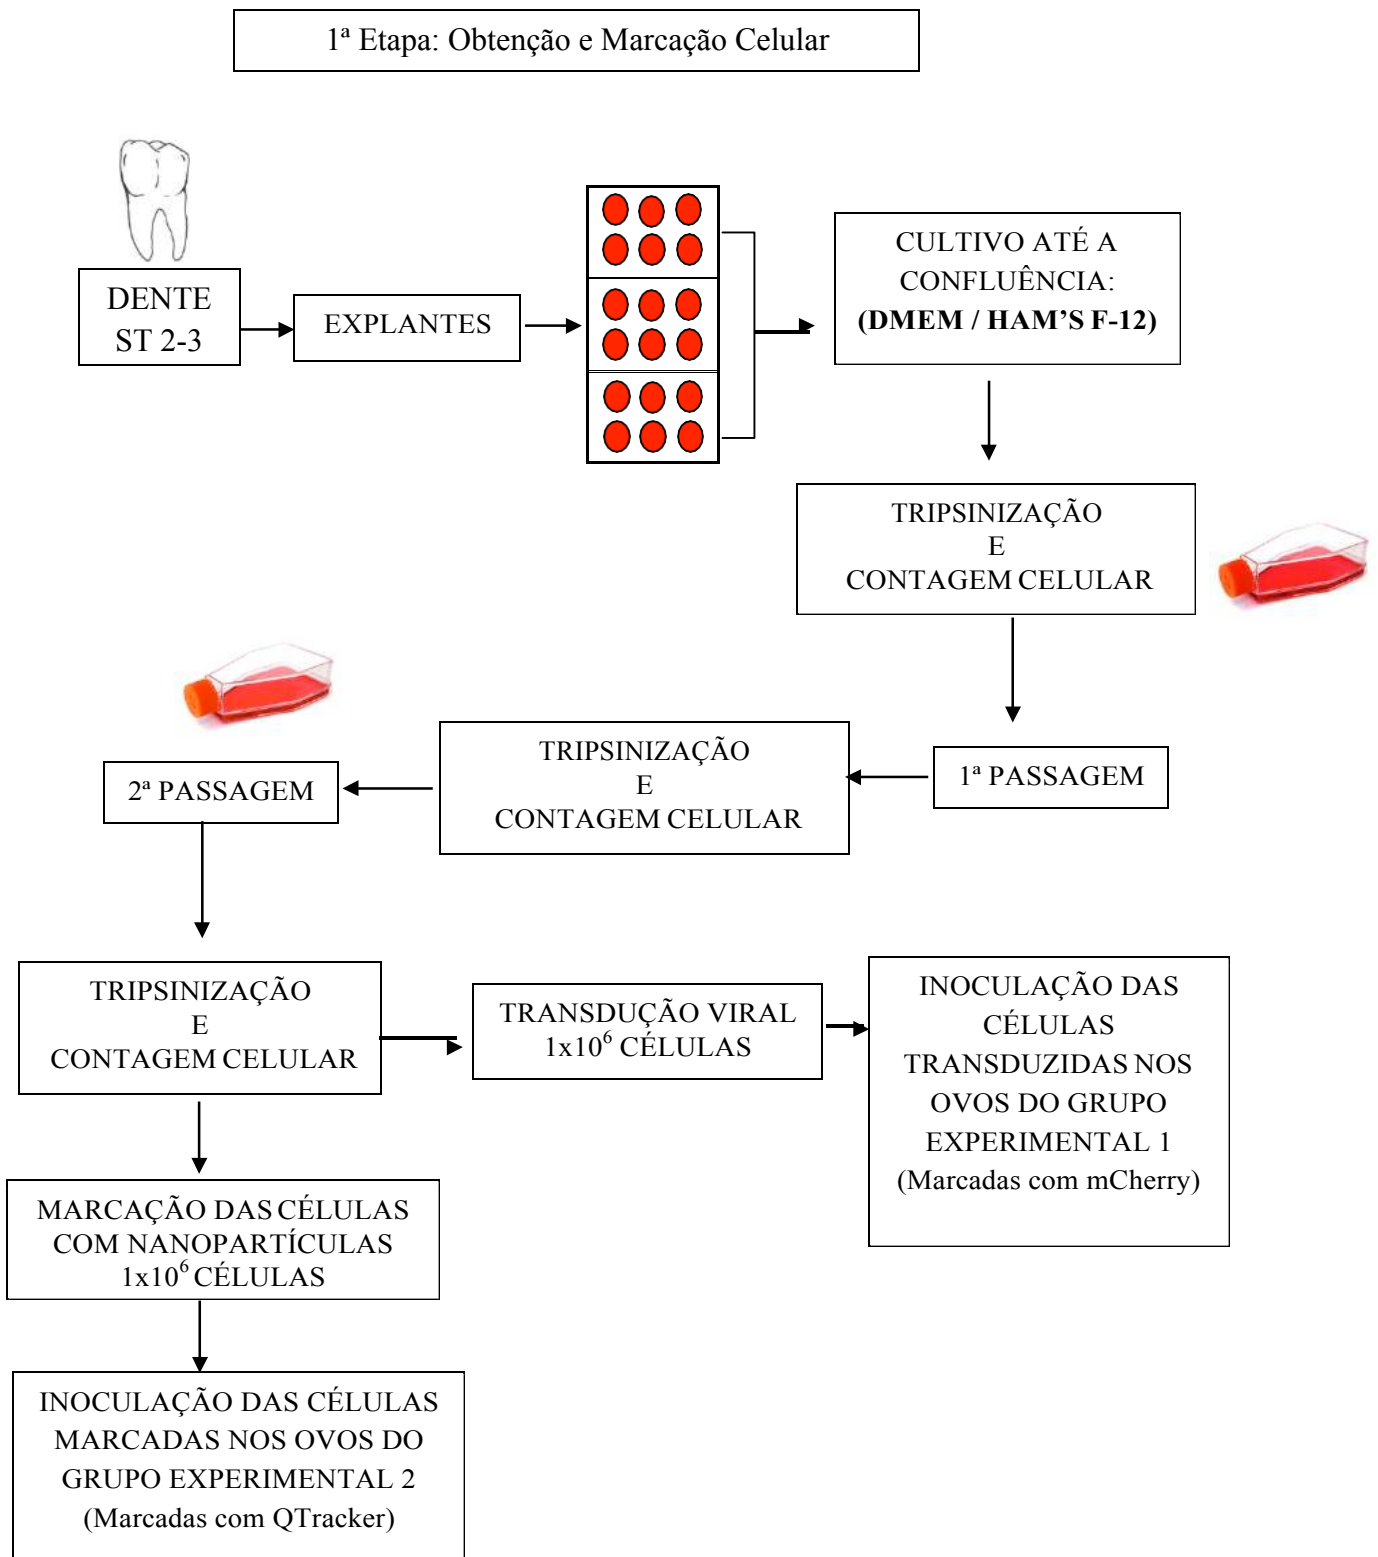 1ª Etapa: Obtenção e Marcação Celular
DENTE
ST 2-3
EXPLANTES
CULTIVO ATÉ A
CONFLUÊNCIA:
(DMEM / HAM’S F-12)
TRIPSINIZAÇÃO
E
CONTAGEM CELULAR
1ª PASSAGEM
TRIPSINIZAÇÃO
E
CONTAGEM CELULAR
2ª PASSAGEM
TRIPSINIZAÇÃO
E
CONTAGEM CELULAR
TRANSDUÇÃO VIRAL
1x10⁶ CÉLULAS
INOCULAÇÃO DAS
CÉLULAS
TRANSDUZIDAS NOS
OVOS DO GRUPO
EXPERIMENTAL 1
(Marcadas com mCherry)
MARCAÇÃO DAS CÉLULAS
COM NANOPARTÍCULAS
1x10⁶ CÉLULAS
INOCULAÇÃO DAS CÉLULAS
MARCADAS NOS OVOS DO
GRUPO EXPERIMENTAL 2
(Marcadas com QTracker)